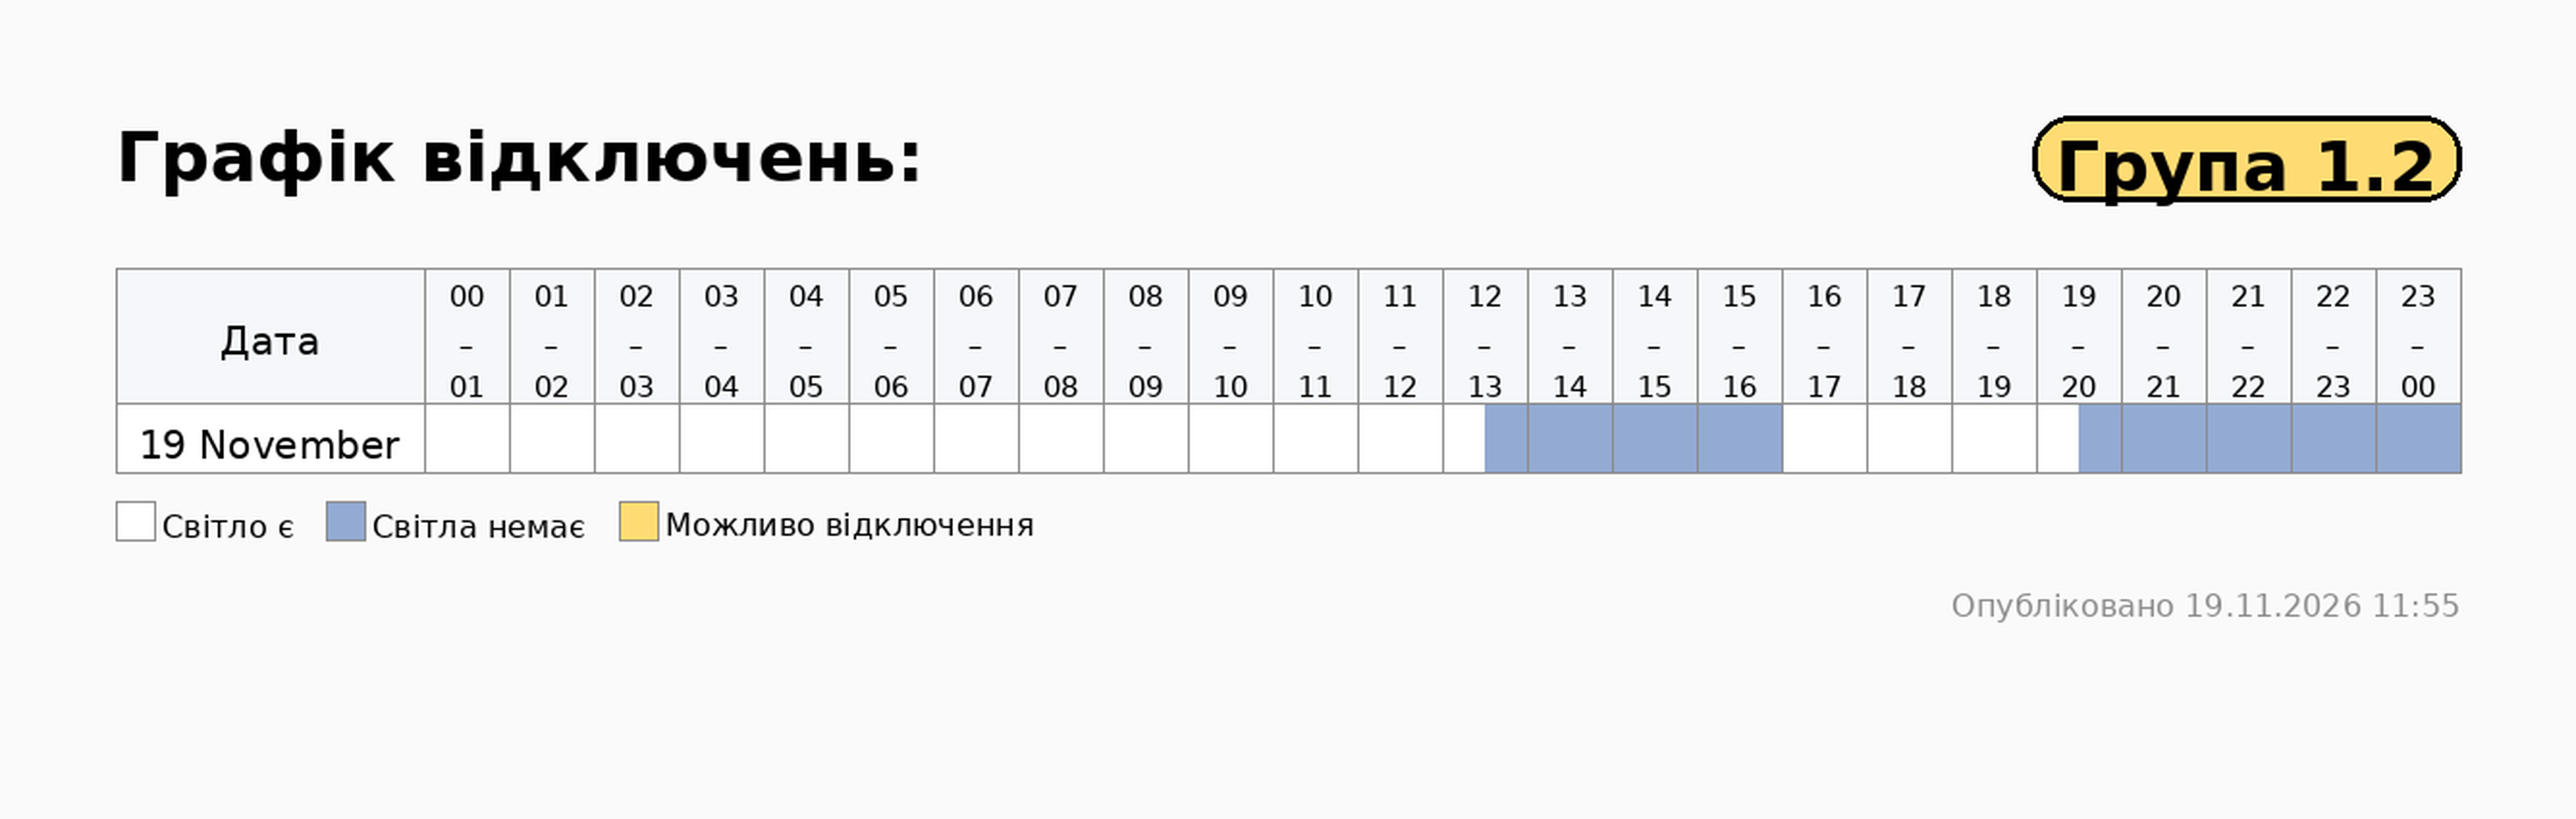 Графік відключень:
Група 1.2
Дата
00 01 02 03 04 05 06 07 08 09 10 11 12 13 14 15 16 17 18 19 20 21 22 23
– – – – – – – – – – – – – – – – – – – – – – – –
01 02 03 04 05 06 07 08 09 10 11 12 13 14 15 16 17 18 19 20 21 22 23 00
19 November
Світло є Світла немає Можливо відключення
Опубліковано 19.11.2026 11:55